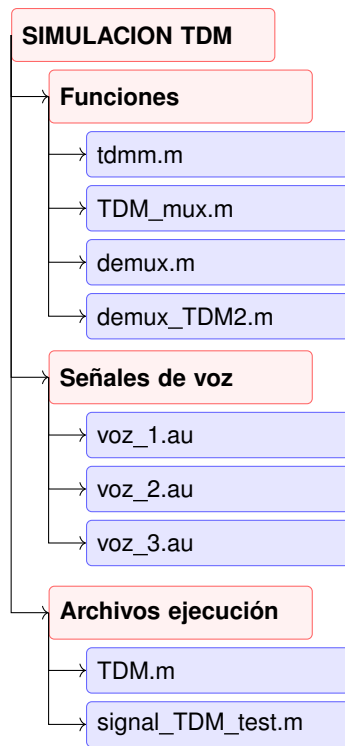 SIMULACION TDM
Funciones
tdmm.m
TDM_mux.m
demux.m
demux_TDM2.m
Señales de voz
voz_1.au
voz_2.au
voz_3.au
Archivos ejecución
TDM.m
signal_TDM_test.m